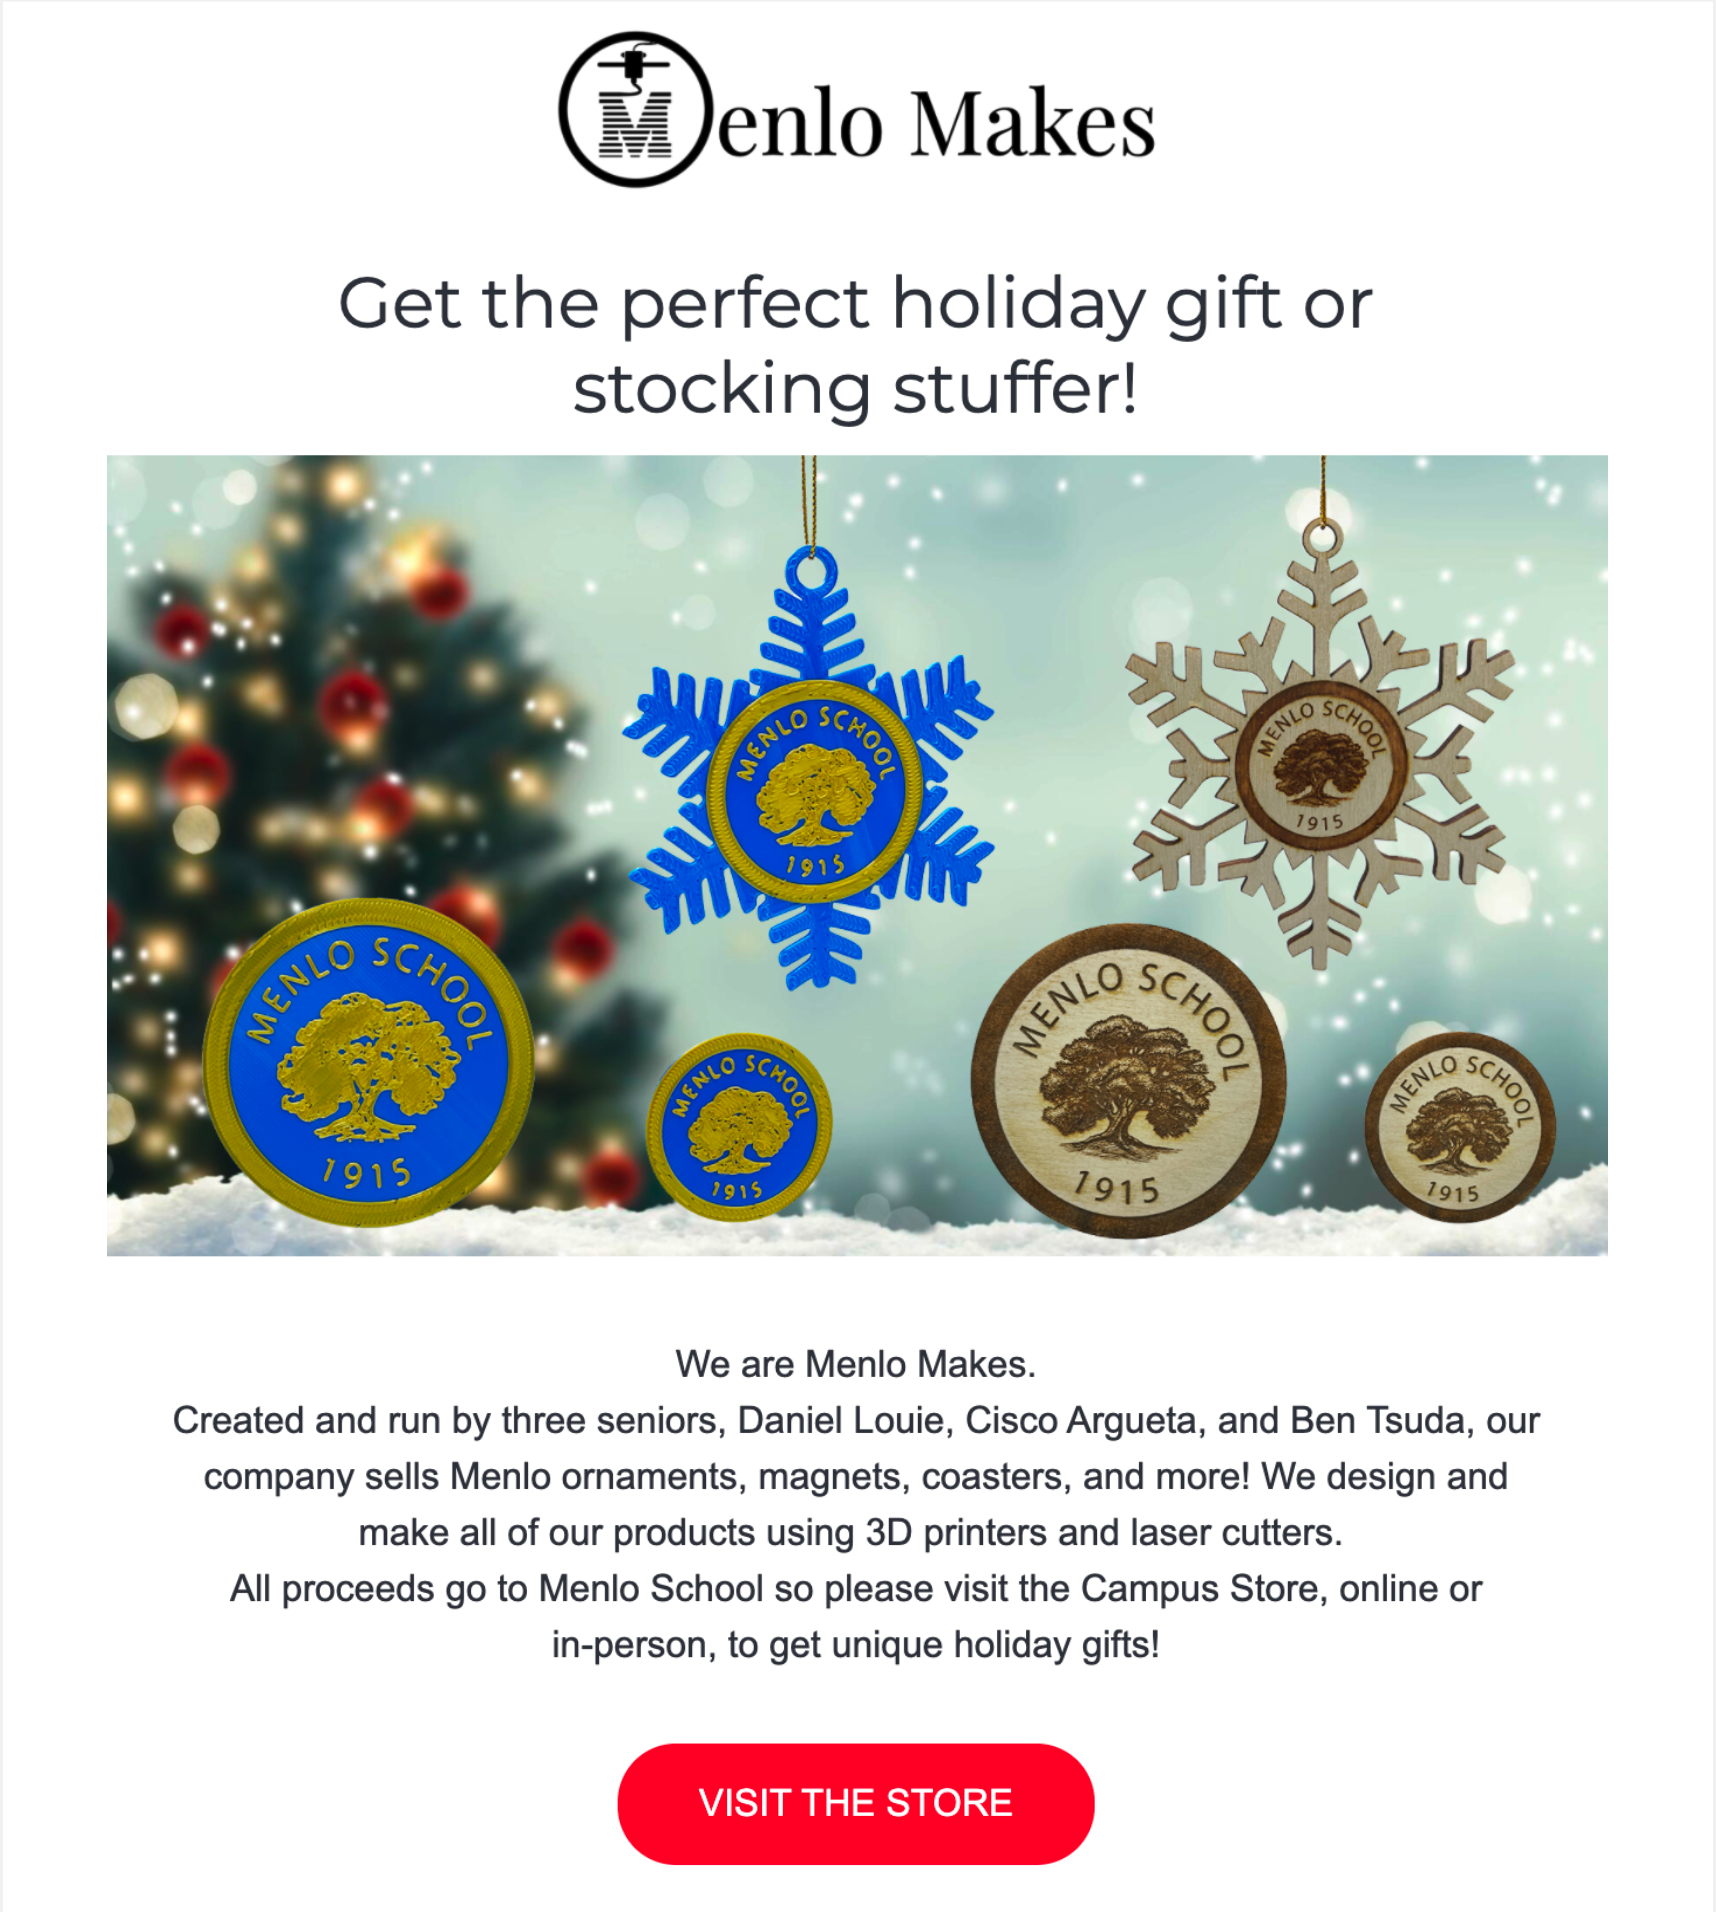 Menlo Makes
Get the perfect holiday gift or
stocking stuffer!
MENLO SCHOOL
1915
MENLO SCHOOL
1915
MENLO SCHOOL
1915
MENLO SCHOOL
1915
MENLO SCHOOL
1915
MENLO SCHOOL
1915
We are Menlo Makes.
Created and run by three seniors, Daniel Louie, Cisco Argueta, and Ben Tsuda, our
company sells Menlo ornaments, magnets, coasters, and more! We design and
make all of our products using 3D printers and laser cutters.
All proceeds go to Menlo School so please visit the Campus Store, online or
in-person, to get unique holiday gifts!
VISIT THE STORE